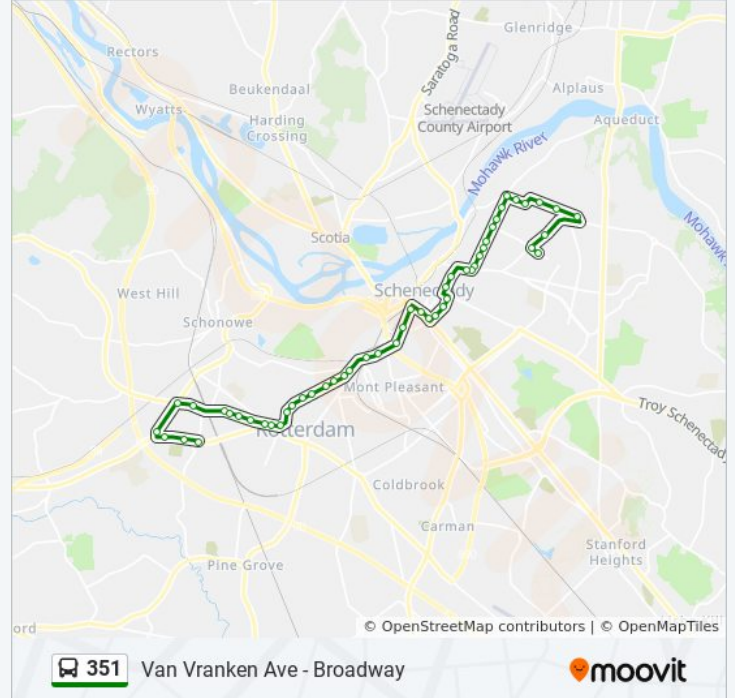 Glenridge
Rectors
Saratoga Road
Beukendaal
Alplaus
Wyatts
Harding
Crossing
Schenectady
County Airport
Aqueduct
Mohawk River
Scotia
Mohawk
West Hill
Schenectady
Schonowe
Mont Pleasant
Troy Schenectady
Rotterdam
Coldbrook
Carman
Stanford
Heights
Pine Grove
ord
© OpenStreetMap contributors | © OpenMapTiles
351 Van Vranken Ave - Broadway
moovit